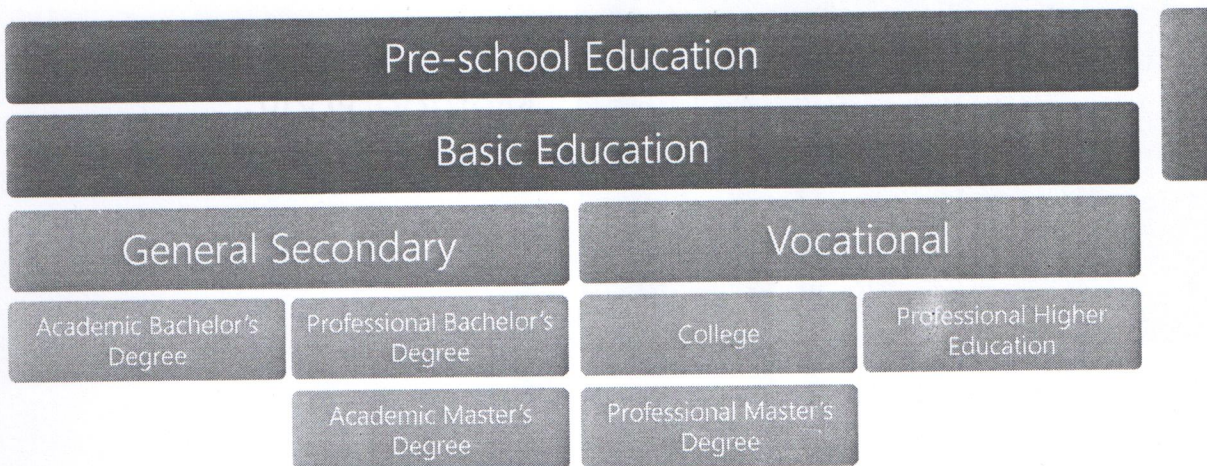 Pre-school Education
Basic Education
General Secondary
Vocational
Academic Bachelor's
Degree
Professional Bachelor's
Degree
College
Professional Higher
Education
Academic Master's
Degree
Professional Master's
Degree